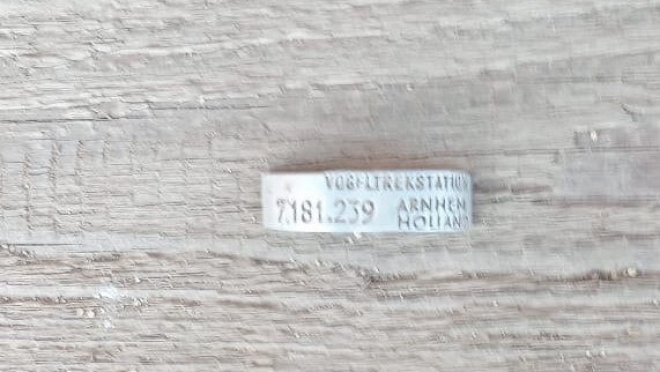 VOGELTREKSTATION
7.181.239 ARNHEM
HOLLAND